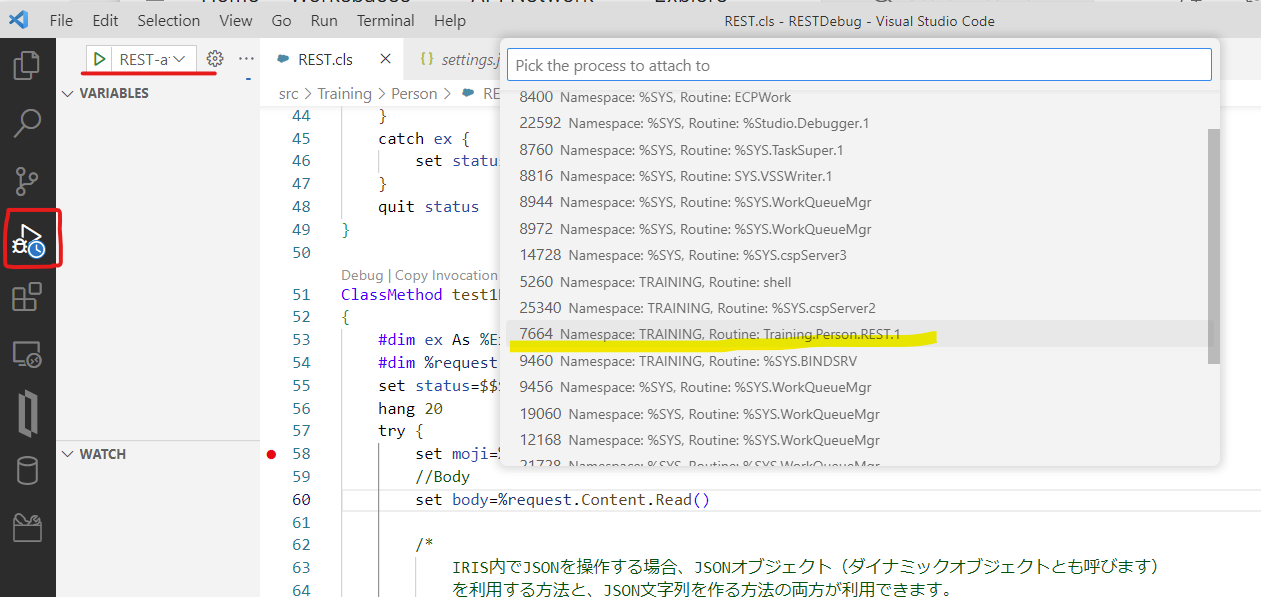 File Edit Selection View Go Run Terminal Help
REST.cls - RESTDebug - Visual Studio Code
REST-a
REST.cls
settings.j
Pick the process to attach to
VARIABLES
src > Training > Person > RE
8400 Namespace: %SYS, Routine: ECPWork
22592 Namespace: %SYS, Routine: %Studio.Debugger.1
8760 Namespace: %SYS, Routine: %SYS.TaskSuper.1
8816 Namespace: %SYS, Routine: SYS.VSSWriter.1
8944 Namespace: %SYS, Routine: %SYS.WorkQueueMgr
8972 Namespace: %SYS, Routine: %SYS.WorkQueueMgr
14728 Namespace: %SYS, Routine: %SYS.cspServer3
5260 Namespace: TRAINING, Routine: shell
25340 Namespace: TRAINING, Routine: %SYS.cspServer2
7664 Namespace: TRAINING, Routine: Training.Person.REST.1
9460 Namespace: TRAINING, Routine: %SYS.BINDSRV
9456 Namespace: %SYS, Routine: %SYS.WorkQueueMgr
19060 Namespace: %SYS, Routine: %SYS.WorkQueueMgr
12168 Namespace: %SYS, Routine: %SYS.WorkQueueMgr
21728 Namespace: %SYS, Routine: %SYS.WorkQueueMgr
44 }
45 catch ex {
46 set statu
47 }
48 quit status
49 }
50
Debug | Copy Invocation
51 ClassMethod test1
52 {
53 #dim ex As %E
54 #dim %request
55 set status=$$
56 hang 20
57 try {
58 set moji=
59 //Body
60 set body=%request.Content.Read()
61
62 /*
63 IRIS内でJSONを操作する場合、JSONオブジェクト（ダイナミックオブジェクトとも呼びます）
64 を利用する方法と、JSON文字列を作る方法の両方が利用できます。
WATCH